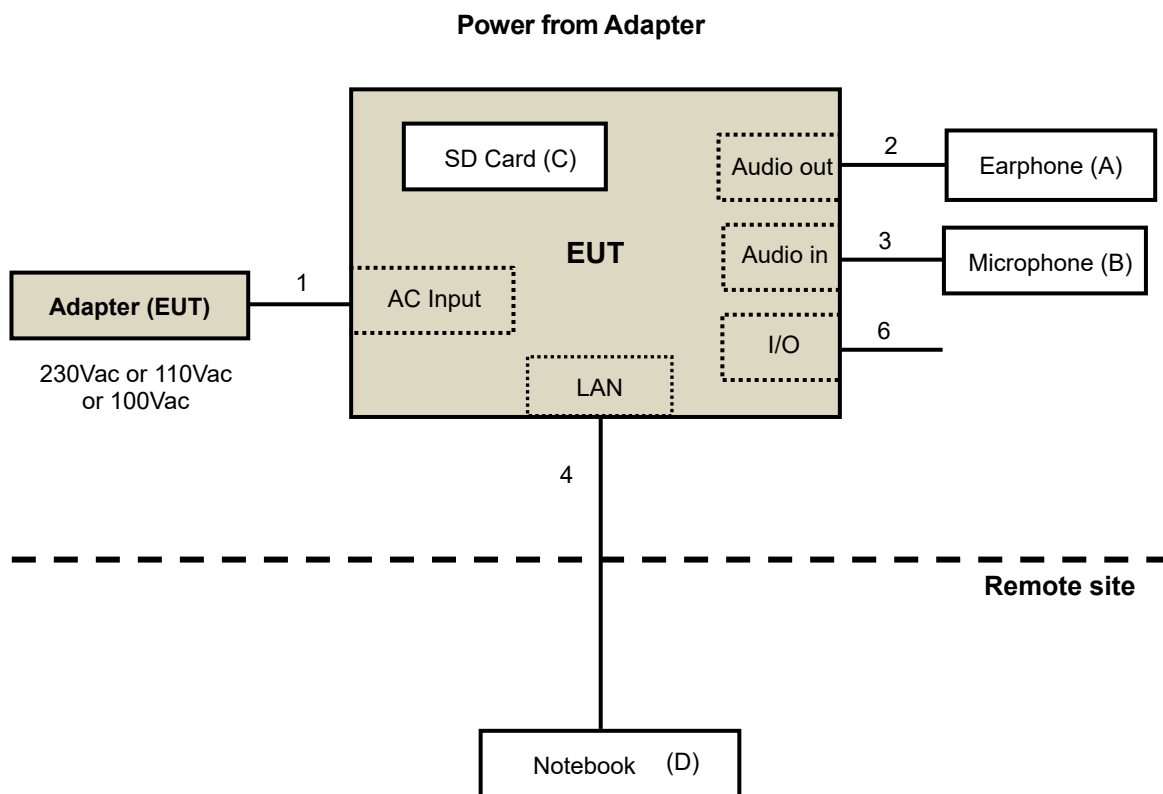 Power from Adapter
SD Card (C)
Audio out
2
Earphone (A)
EUT
Audio in
3
Microphone (B)
Adapter (EUT)
1
AC Input
I/O
6
230Vac or 110Vac
or 100Vac
LAN
4
Remote site
Notebook (D)